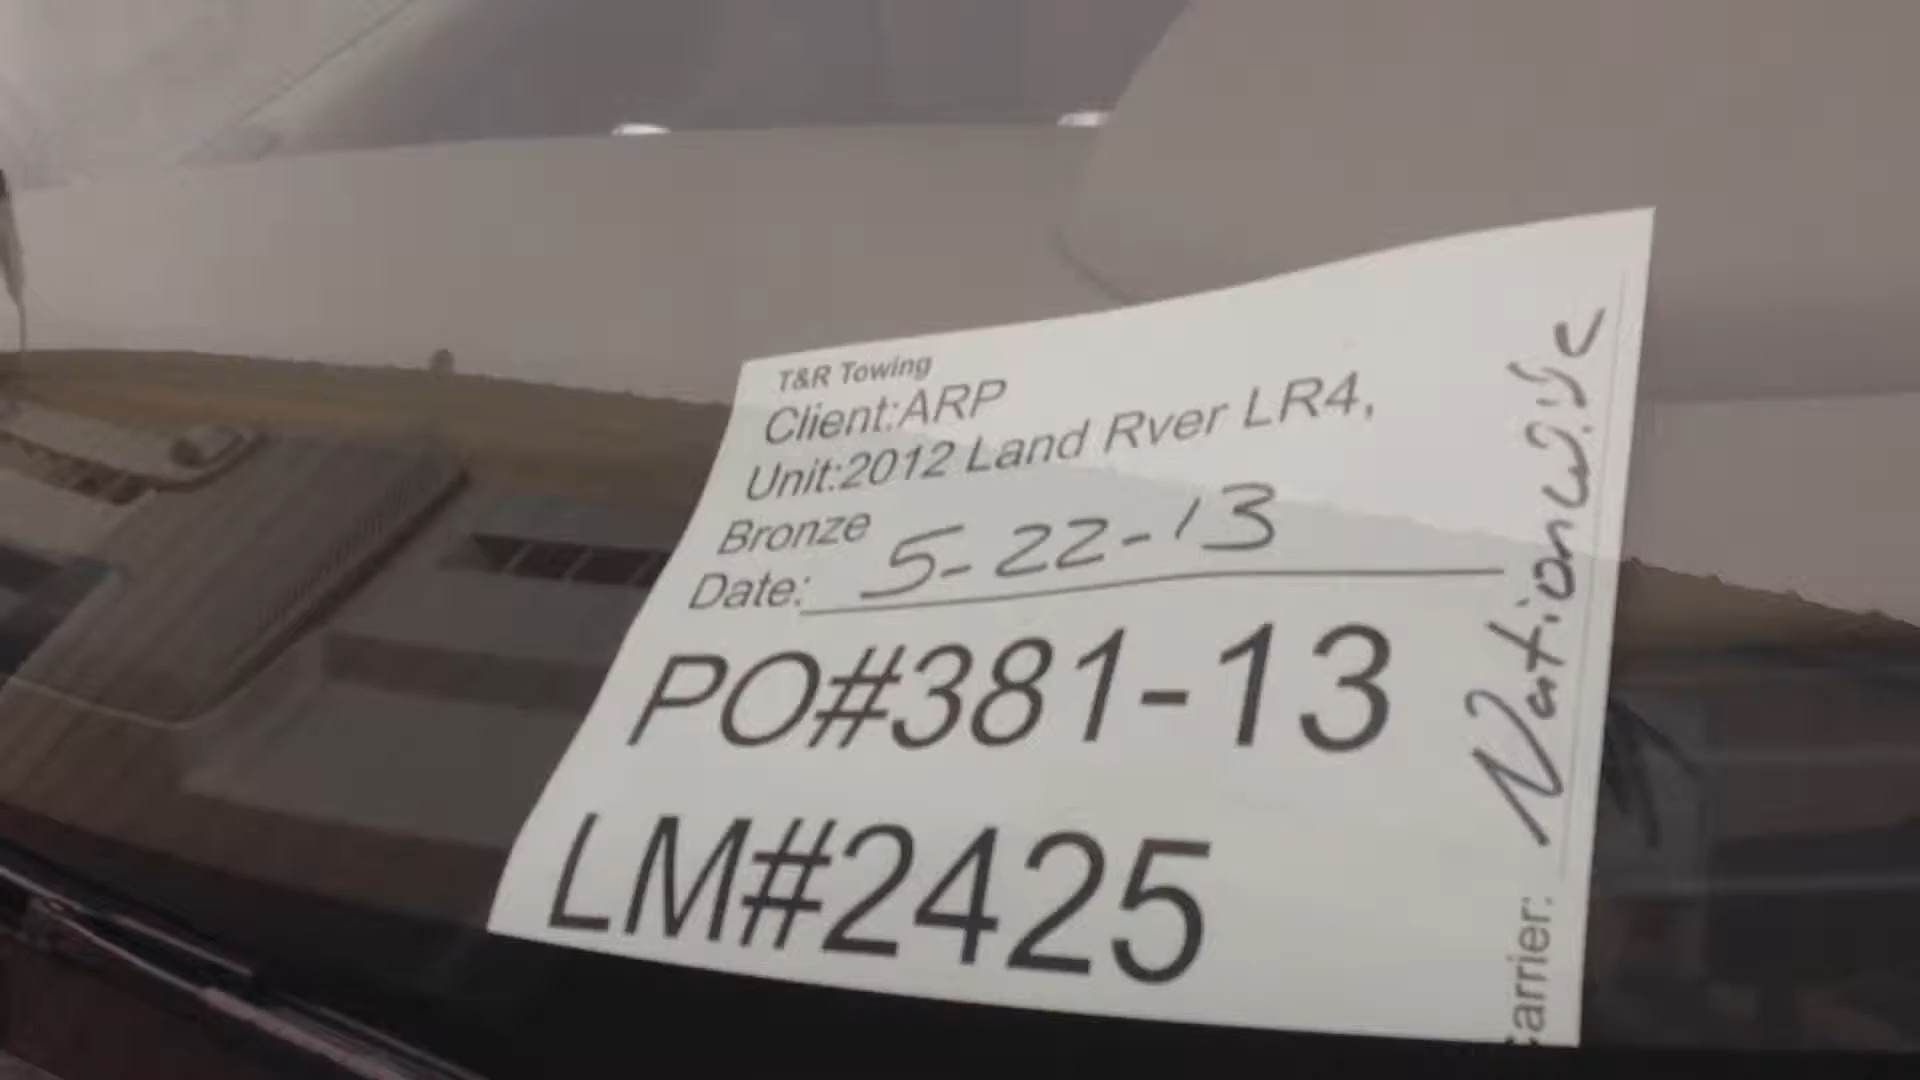 T&R Towing
Client:ARP
Unit:2012 Land Rver LR4,
Bronze
Date: 5-22-13
PO#381-13
LM#2425
arrier: Nationwide